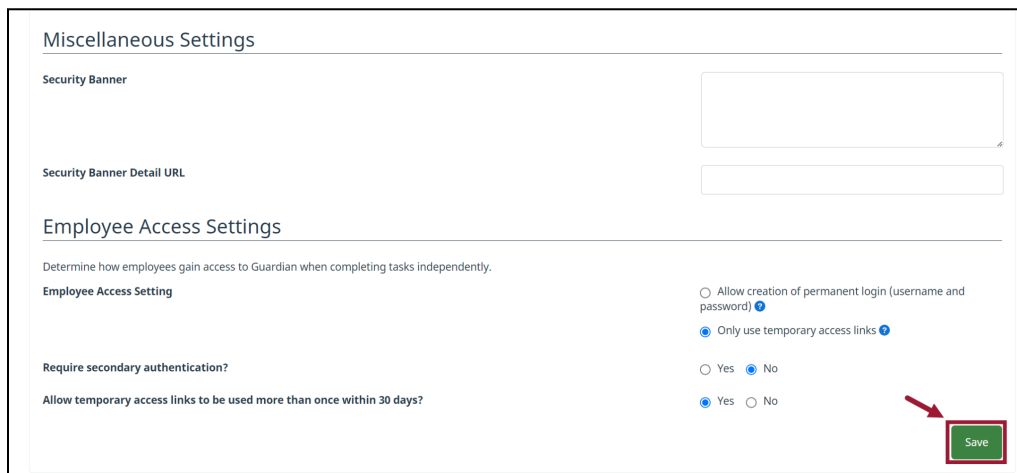 Miscellaneous Settings
Security Banner
Security Banner Detail URL
Employee Access Settings
Determine how employees gain access to Guardian when completing tasks independently.
Employee Access Setting
Allow creation of permanent login (username and
password) ?
Only use temporary access links ?
Require secondary authentication?
Yes No
Allow temporary access links to be used more than once within 30 days?
Yes No
Save